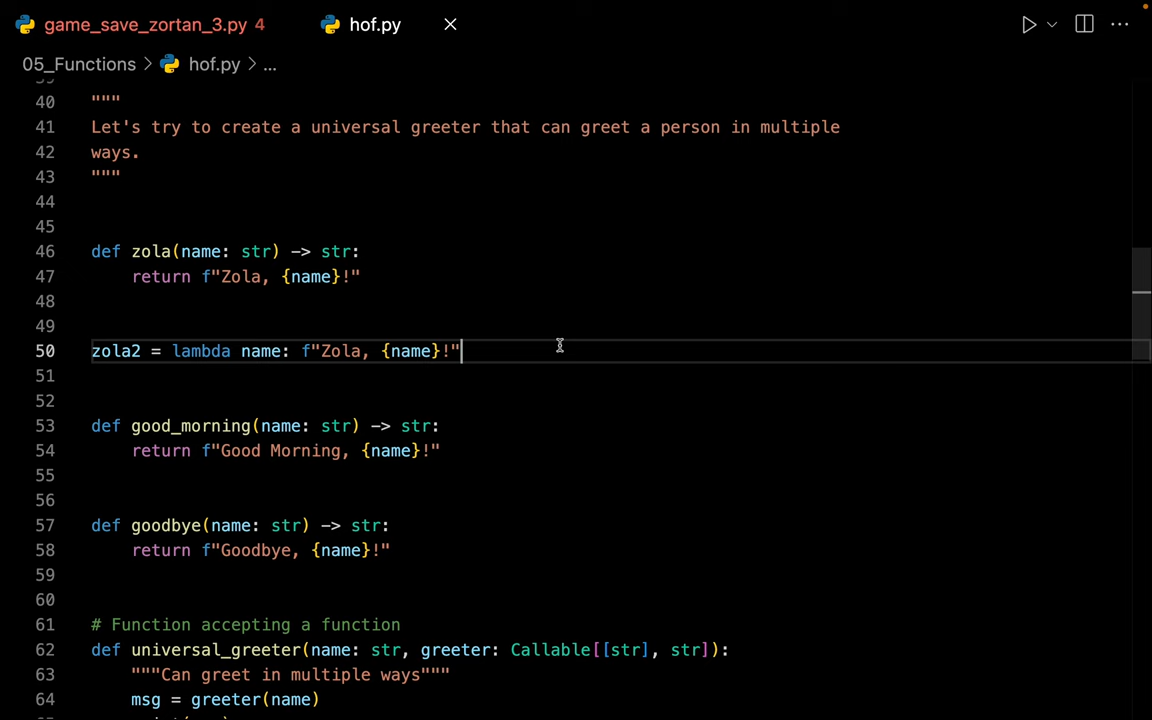 game_save_zortan_3.py 4 hof.py
05_Functions > hof.py > ...
40 """
41 Let's try to create a universal greeter that can greet a person in multiple
42 ways.
43 """
44
45
46 def zola(name: str) -> str:
47 return f"Zola, {name}!"
48
49
50 zola2 = lambda name: f"Zola, {name}!"
51
52
53 def good_morning(name: str) -> str:
54 return f"Good Morning, {name}!"
55
56
57 def goodbye(name: str) -> str:
58 return f"Goodbye, {name}!"
59
60
61 # Function accepting a function
62 def universal_greeter(name: str, greeter: Callable[[str], str]):
63 """Can greet in multiple ways"""
64 msg = greeter(name)